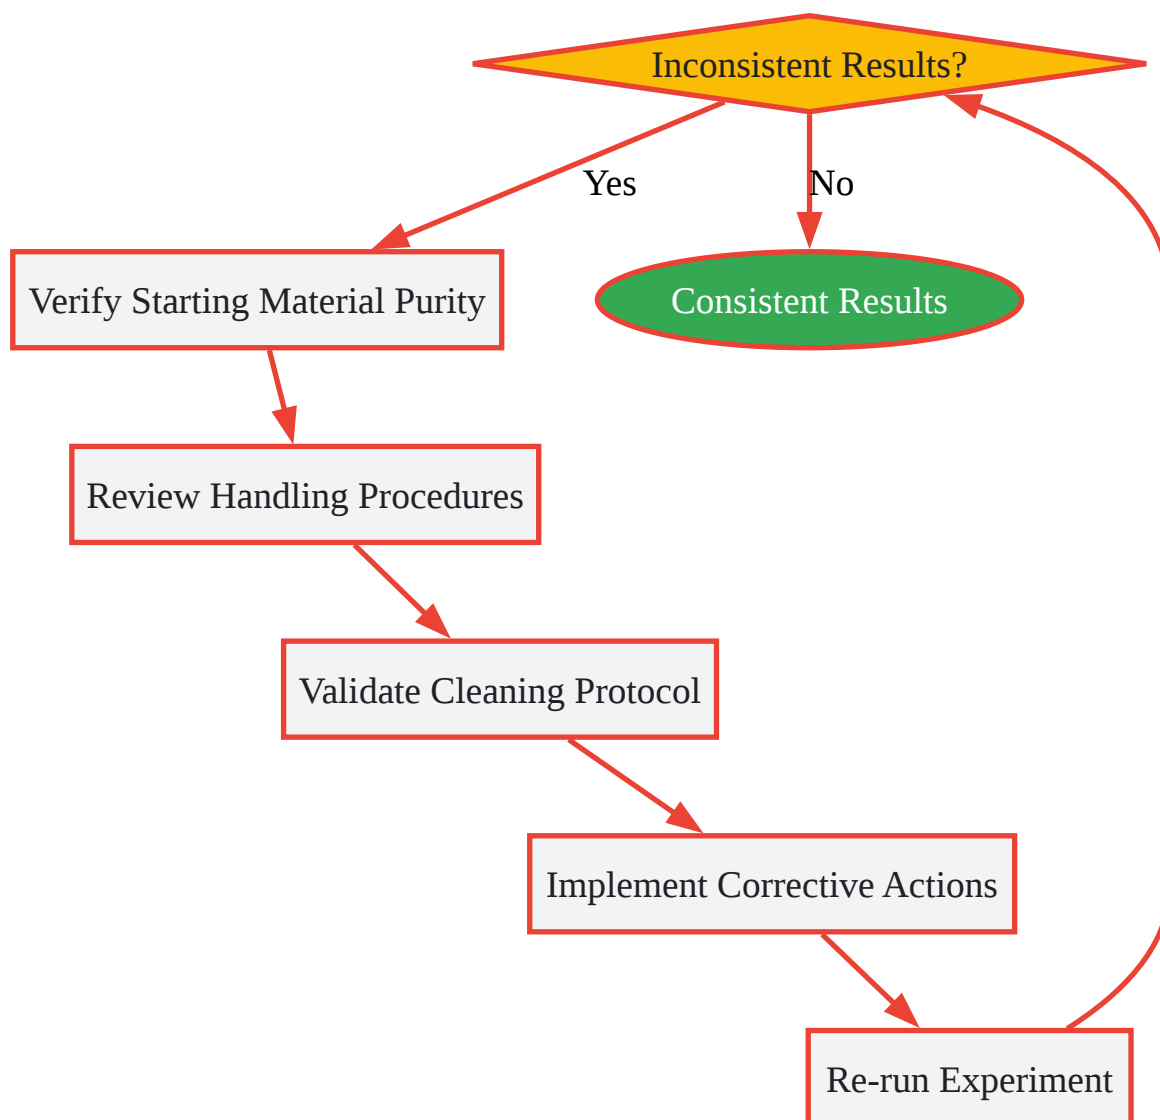 Inconsistent Results?
Yes
No
Verify Starting Material Purity
Consistent Results
Review Handling Procedures
Validate Cleaning Protocol
Implement Corrective Actions
Re-run Experiment